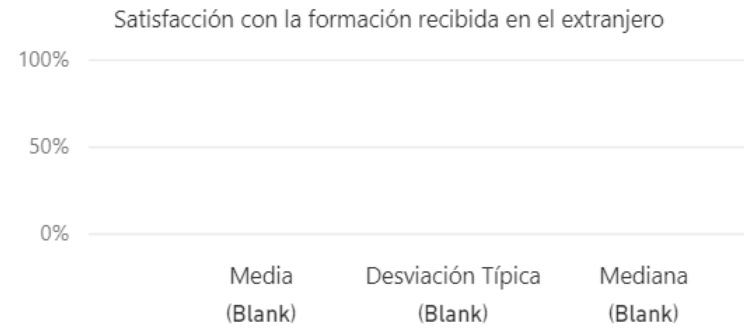 Satisfacción con la formación recibida en el extranjero
100%
50%
0%
Media Desviación Típica Mediana
(Blank) (Blank) (Blank)